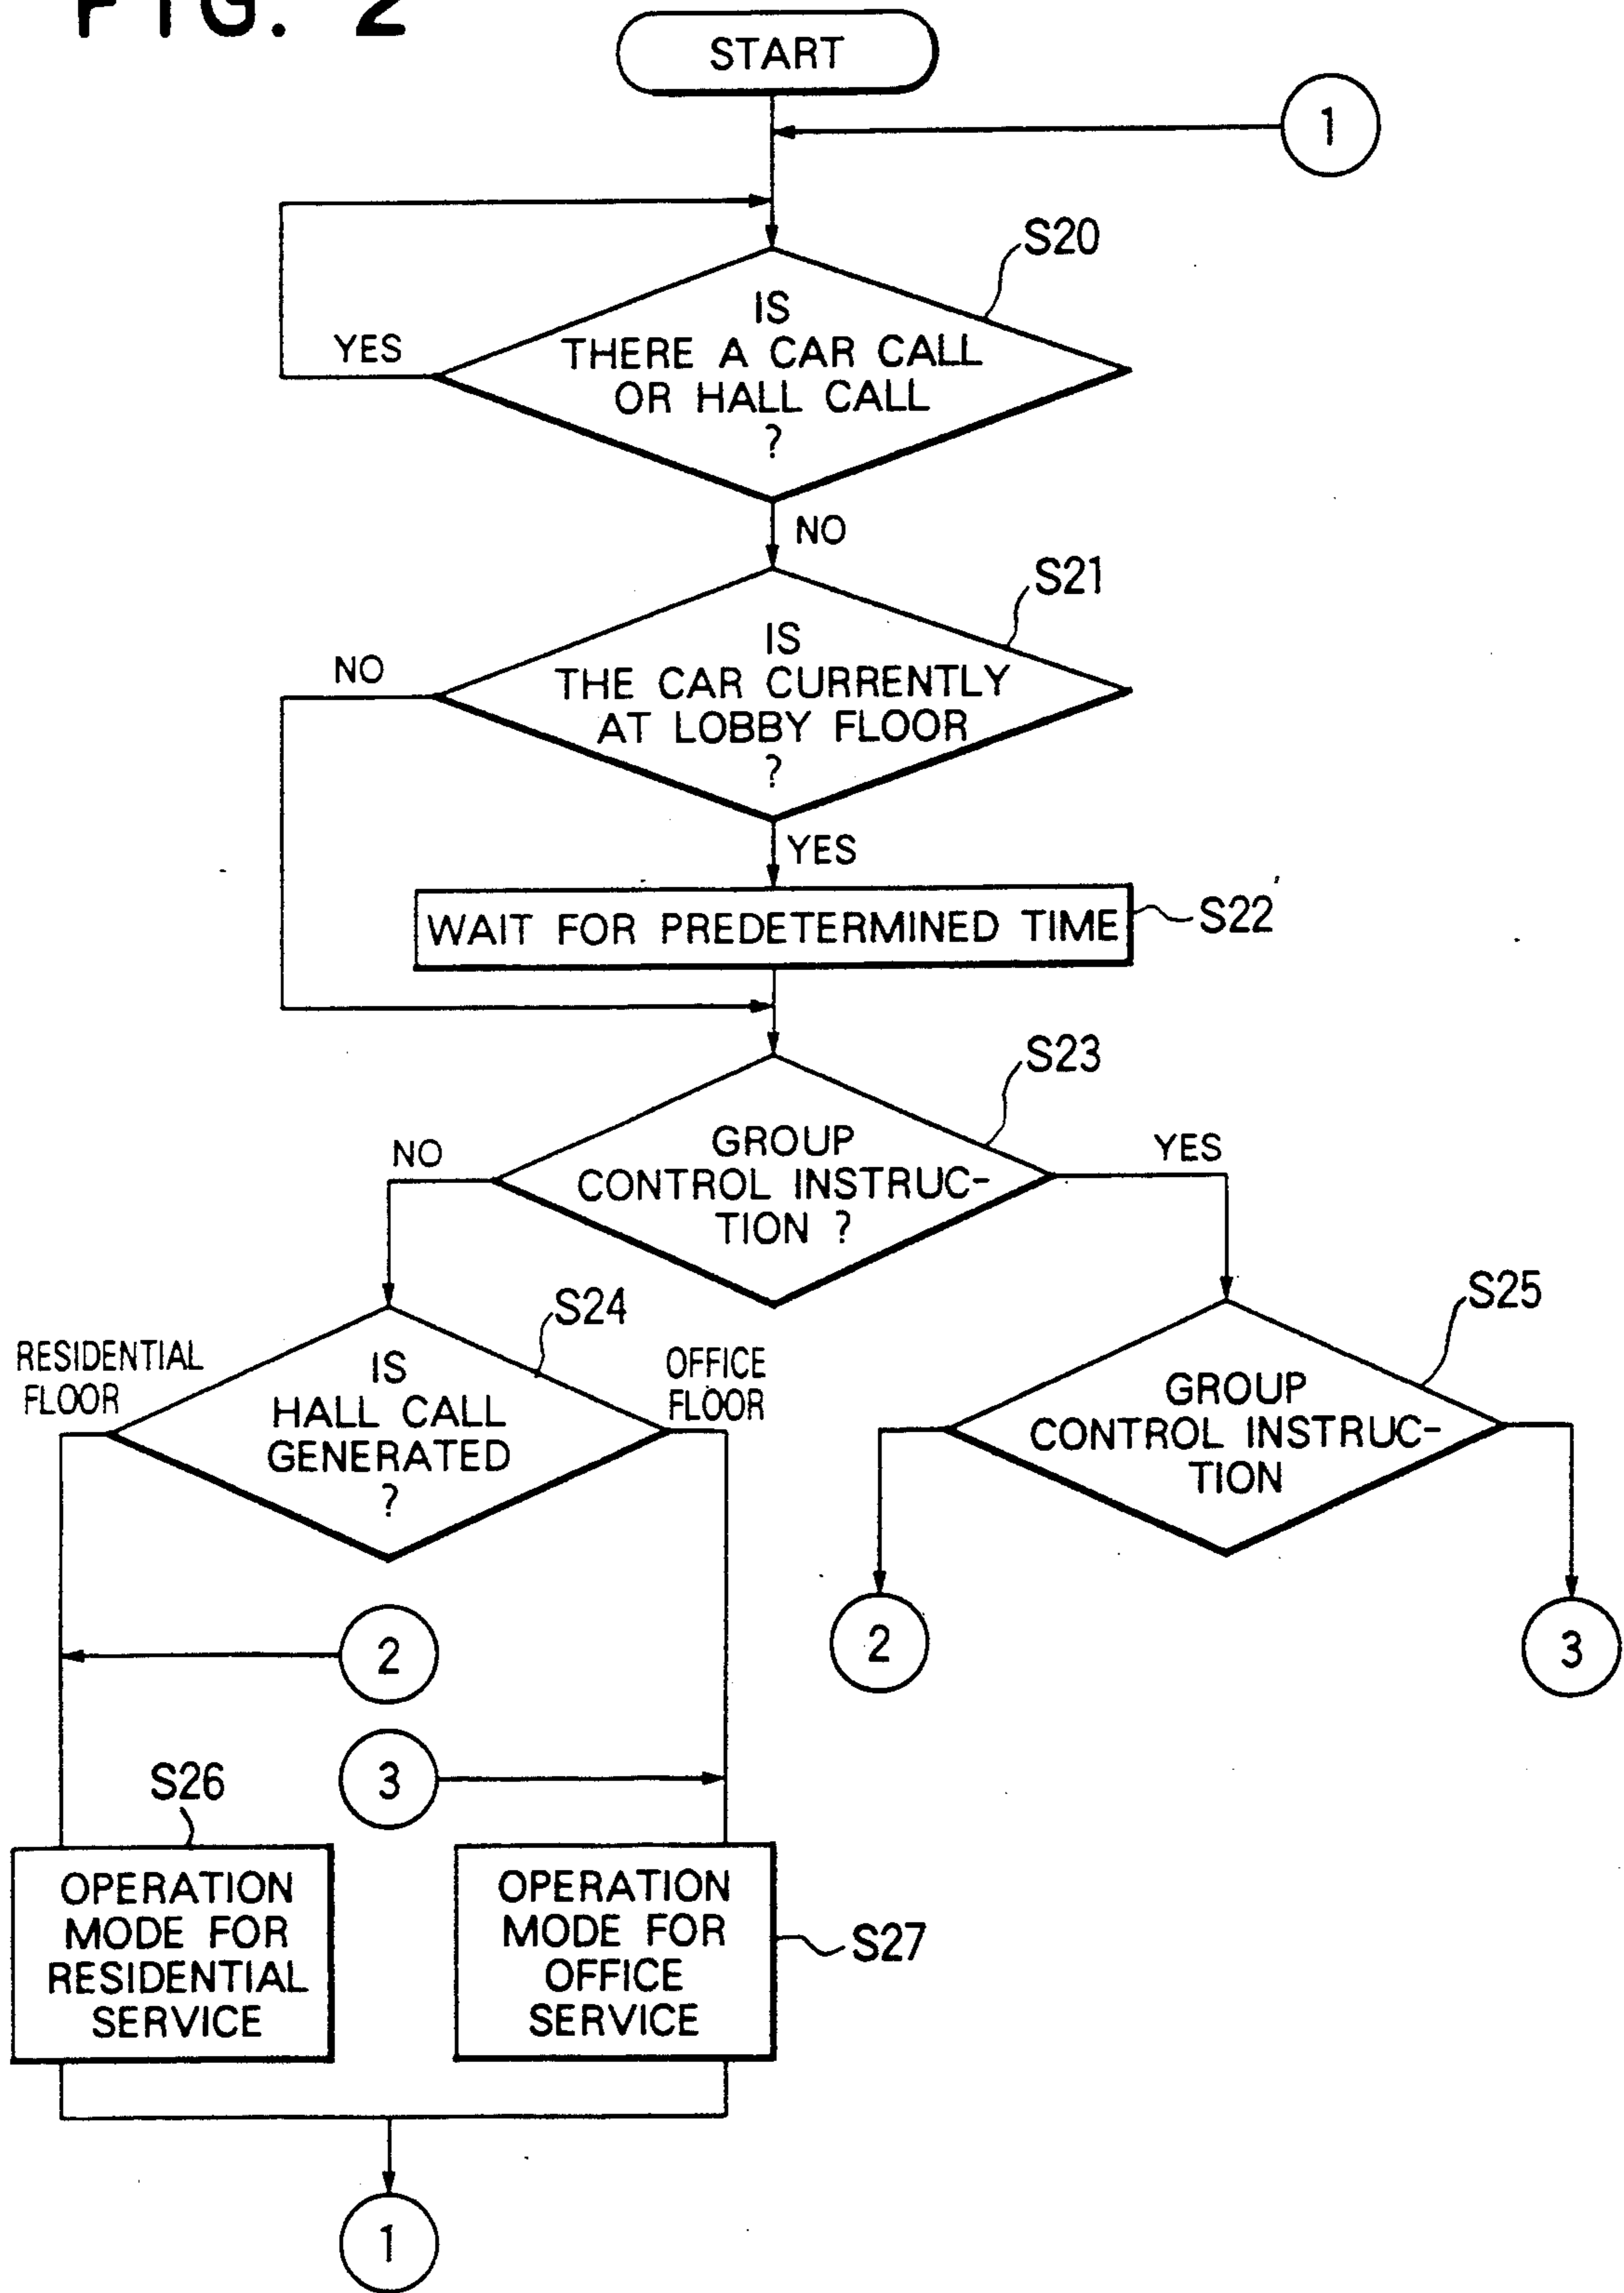 FIG. 2
START
1
S20
IS
THERE A CAR CALL
OR HALL CALL
?
YES
NO
S21
IS
THE CAR CURRENTLY
AT LOBBY FLOOR
?
NO
YES
WAIT FOR PREDETERMINED TIME
S22
S23
GROUP
CONTROL INSTRUC-
TION ?
NO
YES
S24
RESIDENTIAL
FLOOR
IS
HALL CALL
GENERATED
?
OFFICE
FLOOR
S25
GROUP
CONTROL INSTRUC-
TION
2
3
2
3
S26
OPERATION
MODE FOR
RESIDENTIAL
SERVICE
OPERATION
MODE FOR
OFFICE
SERVICE
S27
1